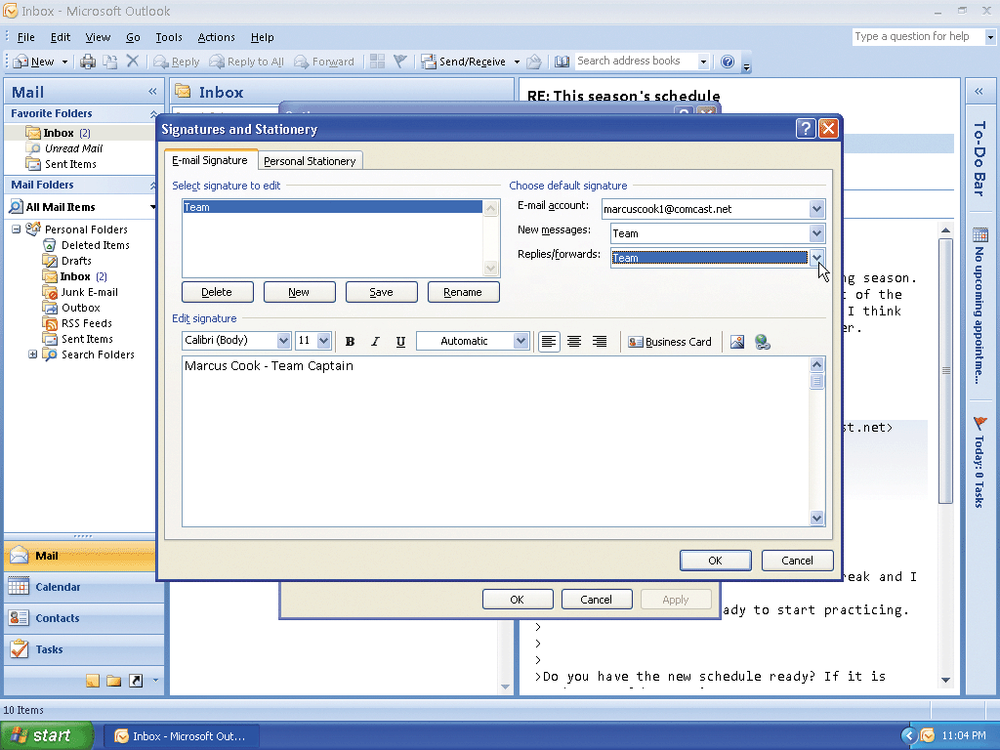 Inbox - Microsoft Outlook
File Edit View Go Tools Actions Help
Type a question for help
New Reply Reply to All Forward Send/Receive Search address books
Mail «
Favorite Folders
Inbox (2)
Unread Mail
Sent Items
Mail Folders
All Mail Items
Personal Folders
Deleted Items
Drafts
Inbox (2)
Junk E-mail
Outbox
RSS Feeds
Sent Items
Search Folders
Mail
Calendar
Contacts
Tasks
Inbox
RE: This season's schedule
Signatures and Stationery
E-mail Signature Personal Stationery
Select signature to edit
Team
Delete New Save Rename
Choose default signature
E-mail account: marcuscook1@comcast.net
New messages: Team
Replies/forwards: Team
Edit signature
Calibri (Body) 11 B I U Automatic Business Card
Marcus Cook - Team Captain
OK Cancel
OK Cancel Apply
ng season.
t of the
I think
er.
st.net>
reak and I
ady to start practicing.
>
>
>
>Do you have the new schedule ready? If it is
«
To-Do Bar
No upcoming appointme...
Today: 0 Tasks
10 Items
start
Inbox - Microsoft Out...
11:04 PM